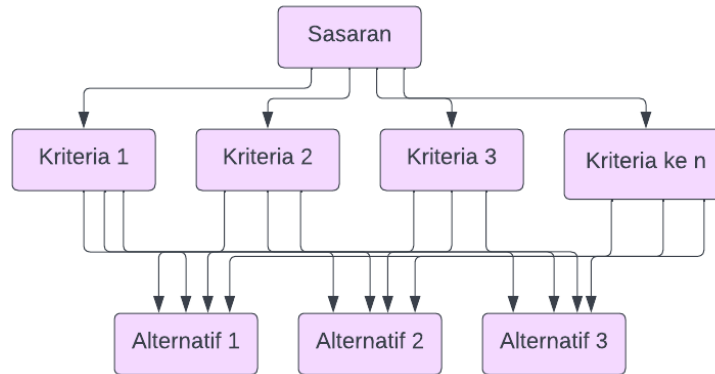 Sasaran
Kriteria 1
Kriteria 2
Kriteria 3
Kriteria ke n
Alternatif 1
Alternatif 2
Alternatif 3